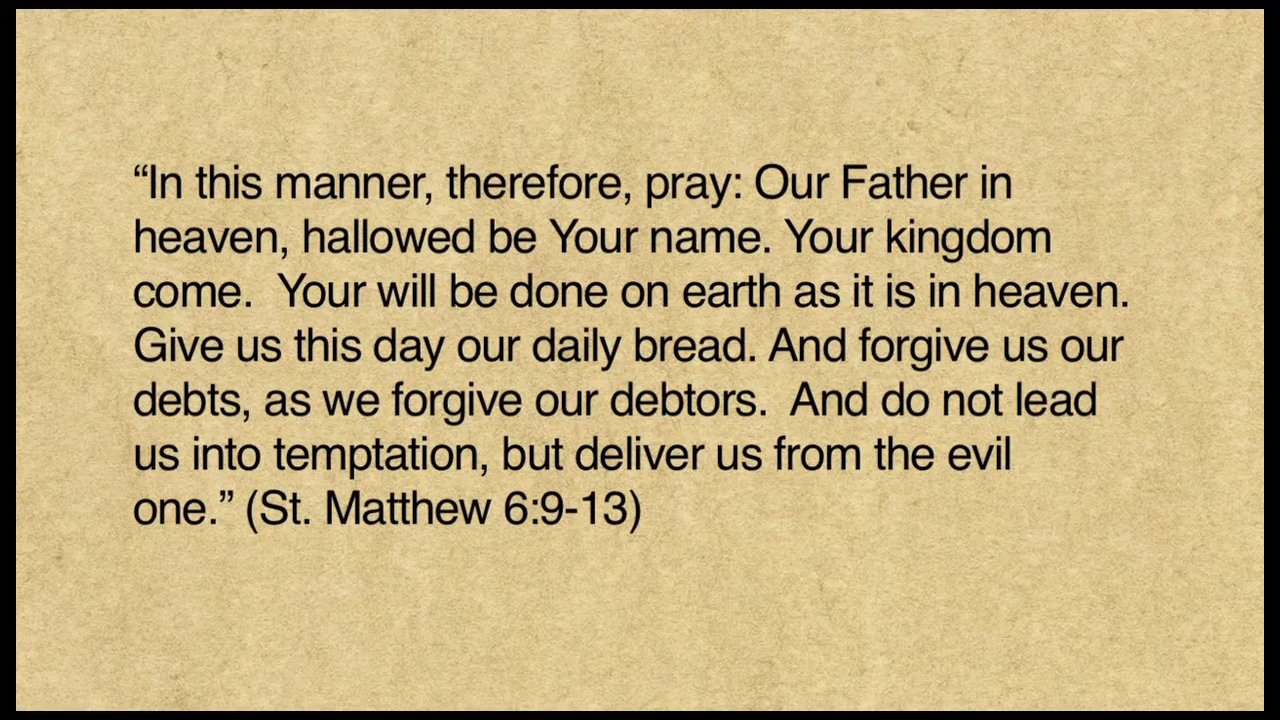 “In this manner, therefore, pray: Our Father in
heaven, hallowed be Your name. Your kingdom
come.  Your will be done on earth as it is in heaven.
Give us this day our daily bread. And forgive us our
debts, as we forgive our debtors.  And do not lead
us into temptation, but deliver us from the evil
one.” (St. Matthew 6:9-13)